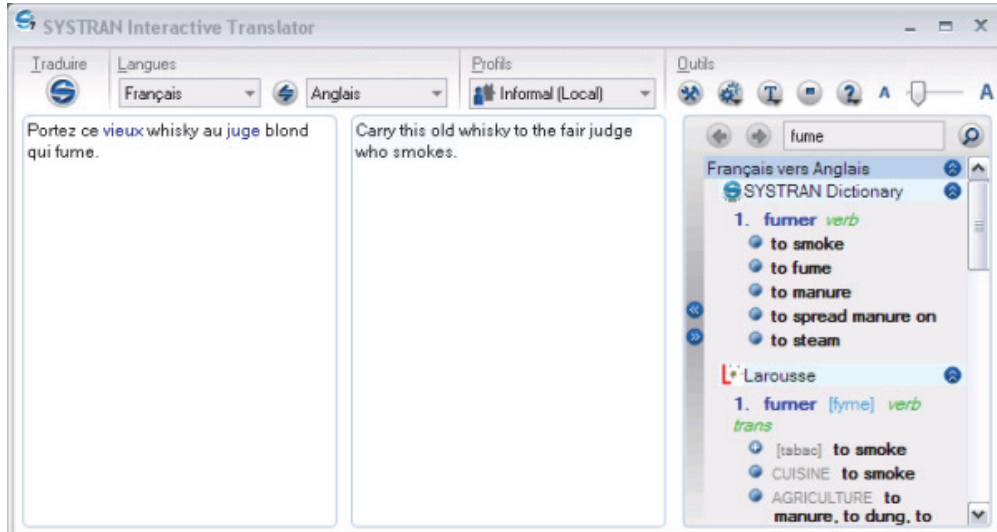 SYSTRAN Interactive Translator
Traduire
Langues
Profils
Outils
Français
Anglais
Informal (Local)
A
A
Portez ce vieux whisky au juge blond
qui fume.
Carry this old whisky to the fair judge
who smokes.
fume
Français vers Anglais
SYSTRAN Dictionary
1. fumer verb
to smoke
to fume
to manure
to spread manure on
to steam
Larousse
1. fumer [fyme] verb
trans
[tabac] to smoke
CUISINE to smoke
AGRICULTURE to
manure, to dung, to